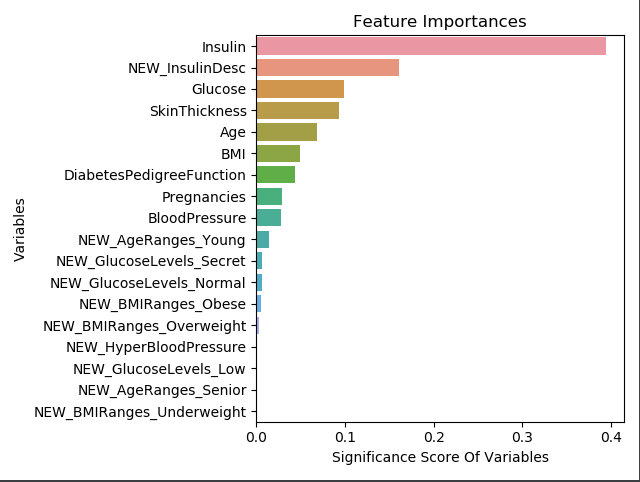 Feature Importances
Insulin
NEW_InsulinDesc
Glucose
SkinThickness
Age
BMI
DiabetesPedigreeFunction
Pregnancies
BloodPressure
NEW_AgeRanges_Young
NEW_GlucoseLevels_Secret
NEW_GlucoseLevels_Normal
NEW_BMIRanges_Obese
NEW_BMIRanges_Overweight
NEW_HyperBloodPressure
NEW_GlucoseLevels_Low
NEW_AgeRanges_Senior
NEW_BMIRanges_Underweight
Variables
0.0 0.1 0.2 0.3 0.4
Significance Score Of Variables